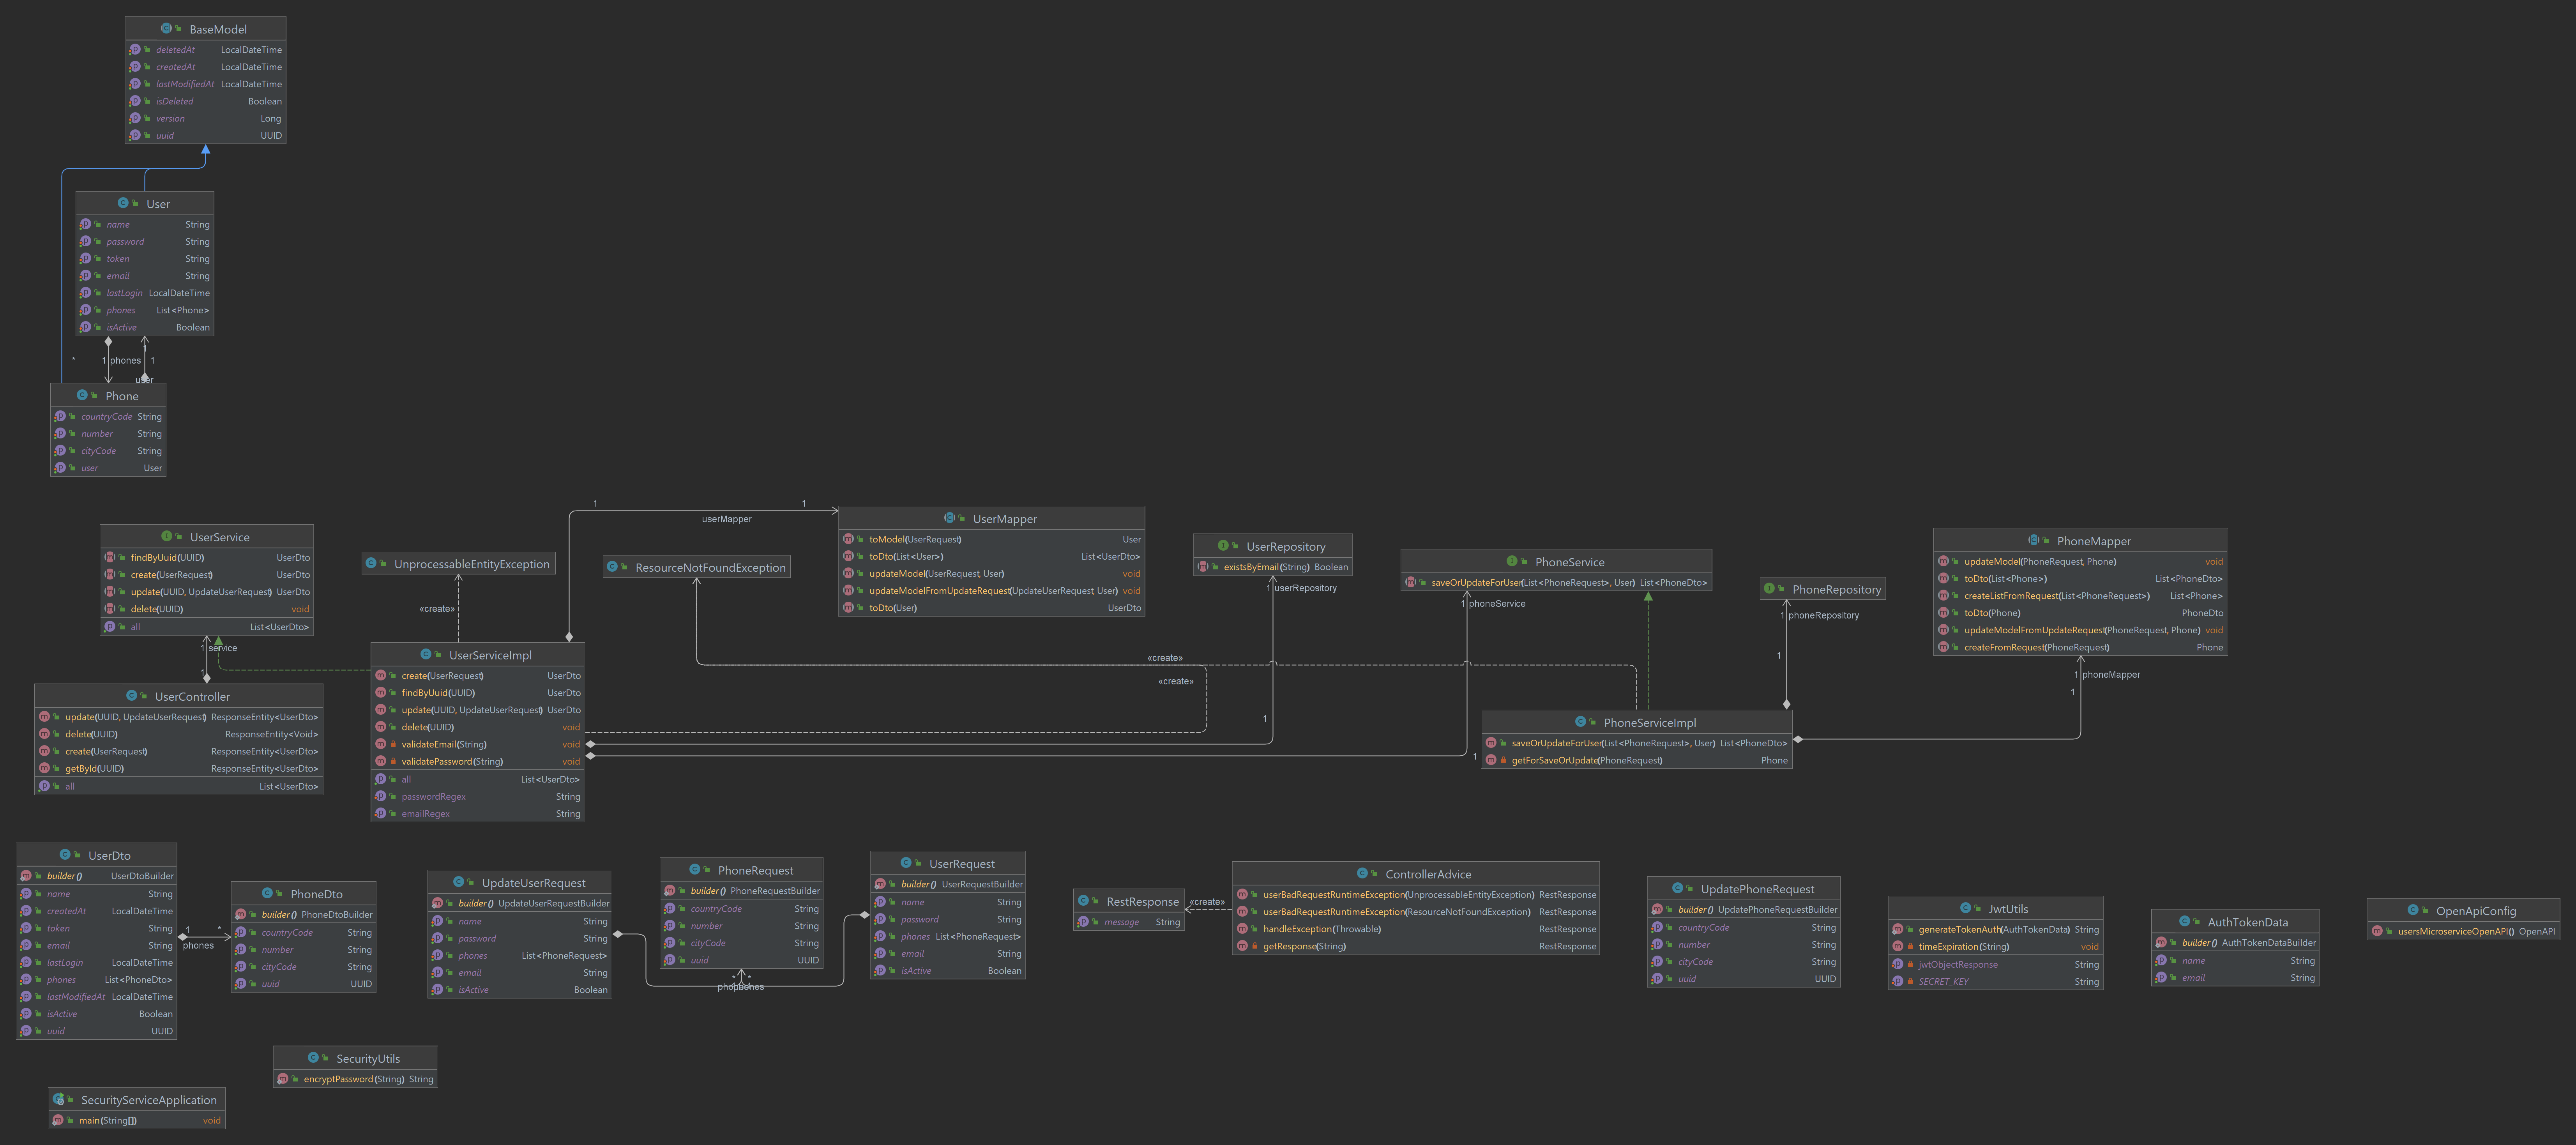 BaseModel
deletedAt LocalDateTime
createdAt LocalDateTime
lastModifiedAt LocalDateTime
isDeleted Boolean
version Long
uuid UUID
User
name String
password String
token String
email String
lastLogin LocalDateTime
phones List<Phone>
isActive Boolean
* 1 phones 1 1
user
Phone
countryCode String
number String
cityCode String
user User
UserService
findByUuid(UUID) UserDto
create(UserRequest) UserDto
update(UUID, UpdateUserRequest) UserDto
delete(UUID) void
all List<UserDto>
1 service
1
UserController
update(UUID, UpdateUserRequest) ResponseEntity<UserDto>
delete(UUID) ResponseEntity<Void>
create(UserRequest) ResponseEntity<UserDto>
getById(UUID) ResponseEntity<UserDto>
all List<UserDto>
UnprocessableEntityException
«create»
UserServiceImpl
create(UserRequest) UserDto
findByUuid(UUID) UserDto
update(UUID, UpdateUserRequest) UserDto
delete(UUID) void
validateEmail(String) void
validatePassword(String) void
all List<UserDto>
passwordRegex String
emailRegex String
1 1
userMapper
ResourceNotFoundException
UserMapper
toModel(UserRequest) User
toDto(List<User>) List<UserDto>
updateModel(UserRequest, User) void
updateModelFromUpdateRequest(UpdateUserRequest, User) void
toDto(User) UserDto
«create»
«create»
UserRepository
existsByEmail(String) Boolean
1 userRepository
1
PhoneService
saveOrUpdateForUser(List<PhoneRequest>, User) List<PhoneDto>
1 phoneService
1
PhoneRepository
1 phoneRepository
1
PhoneServiceImpl
saveOrUpdateForUser(List<PhoneRequest>, User) List<PhoneDto>
getForSaveOrUpdate(PhoneRequest) Phone
PhoneMapper
updateModel(PhoneRequest, Phone) void
toDto(List<Phone>) List<PhoneDto>
createListFromRequest(List<PhoneRequest>) List<Phone>
toDto(Phone) PhoneDto
updateModelFromUpdateRequest(PhoneRequest, Phone) void
createFromRequest(PhoneRequest) Phone
1 phoneMapper
1
UserDto
builder() UserDtoBuilder
name String
createdAt LocalDateTime
token String
email String
lastLogin LocalDateTime
phones List<PhoneDto>
lastModifiedAt LocalDateTime
isActive Boolean
uuid UUID
1 *
phones
PhoneDto
builder() PhoneDtoBuilder
countryCode String
number String
cityCode String
uuid UUID
UpdateUserRequest
builder() UpdateUserRequestBuilder
name String
password String
phones List<PhoneRequest>
email String
isActive Boolean
PhoneRequest
builder() PhoneRequestBuilder
countryCode String
number String
cityCode String
uuid UUID
UserRequest
builder() UserRequestBuilder
name String
password String
phones List<PhoneRequest>
email String
isActive Boolean
RestResponse
message String
«create»
ControllerAdvice
userBadRequestRuntimeException(UnprocessableEntityException) RestResponse
userBadRequestRuntimeException(ResourceNotFoundException) RestResponse
handleException(Throwable) RestResponse
getResponse(String) RestResponse
UpdatePhoneRequest
builder() UpdatePhoneRequestBuilder
countryCode String
number String
cityCode String
uuid UUID
JwtUtils
generateTokenAuth(AuthTokenData) String
timeExpiration(String) void
jwtObjectResponse String
SECRET_KEY String
AuthTokenData
builder() AuthTokenDataBuilder
name String
email String
OpenApiConfig
usersMicroserviceOpenAPI() OpenAPI
SecurityUtils
encryptPassword(String) String
SecurityServiceApplication
main(String[]) void